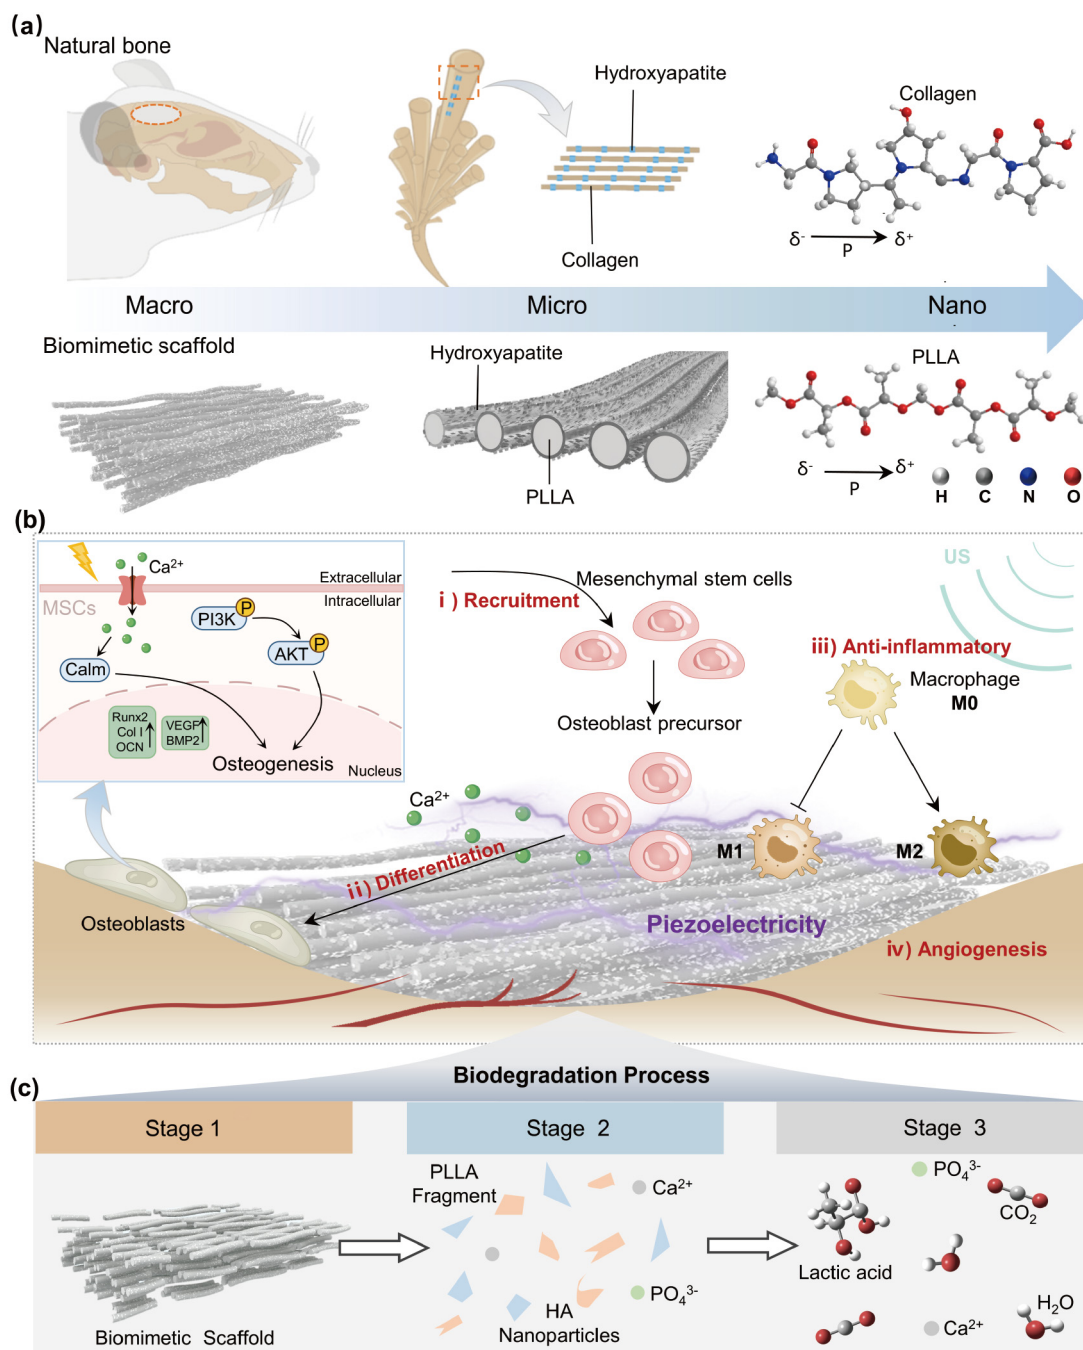 (a)
Natural bone
Hydroxyapatite
Collagen
Collagen
δ⁻
P
δ⁺
Macro
Micro
Nano
Biomimetic scaffold
Hydroxyapatite
PLLA
PLLA
δ⁻
P
δ⁺
H
C
N
O
(b)
Ca²⁺
Extracellular
Intracellular
MSCs
PI3K
P
AKT
P
Calm
Runx2
Col I
OCN
VEGF
BMP2
Osteogenesis
Nucleus
i ) Recruitment
Mesenchymal stem cells
Osteoblast precursor
US
iii) Anti-inflammatory
Macrophage
M0
Ca²⁺
M1
M2
ii) Differentiation
Osteoblasts
Piezoelectricity
iv) Angiogenesis
Biodegradation Process
(c)
Stage 1
Stage 2
Stage 3
Biomimetic Scaffold
PLLA
Fragment
Ca²⁺
PO₄³⁻
HA
Nanoparticles
PO₄³⁻
CO₂
Lactic acid
H₂O
Ca²⁺